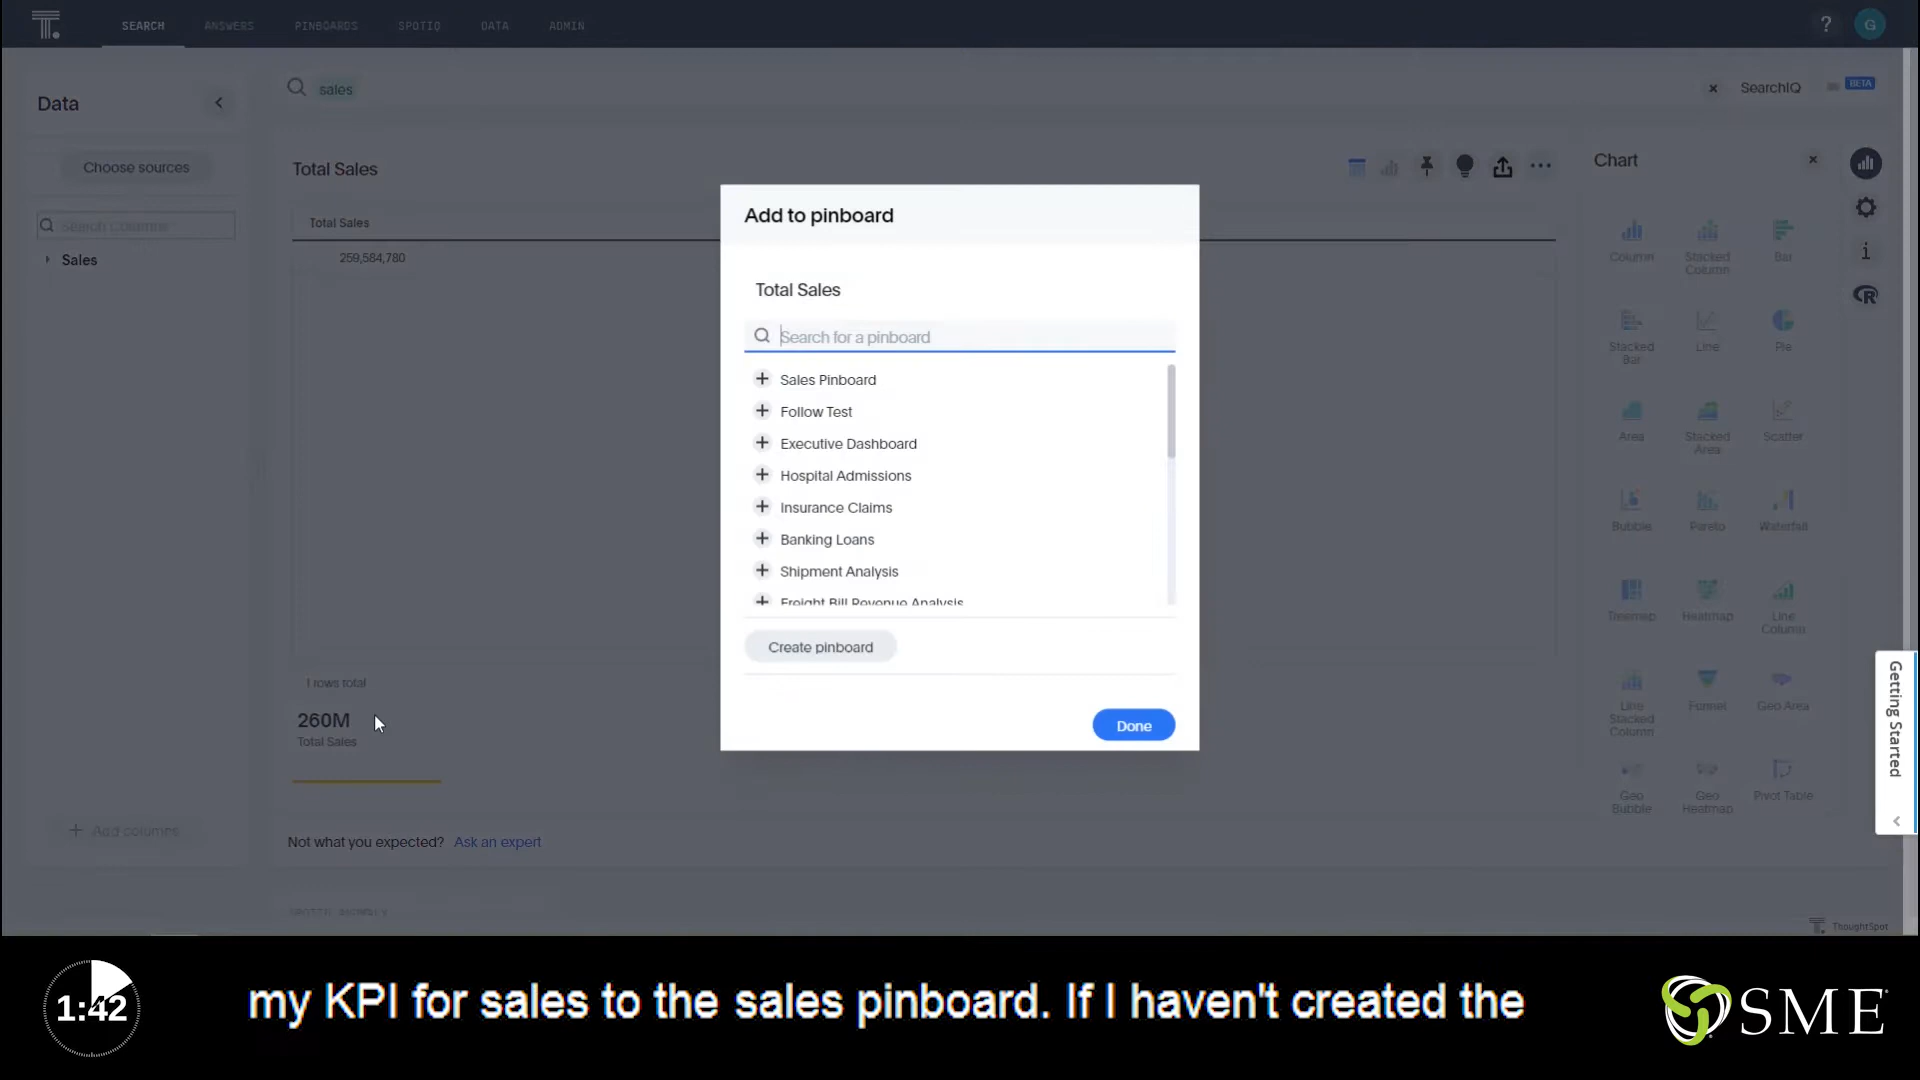 SEARCH
ANSWERS
PINBOARDS
SPOTIQ
DATA
ADMIN
?
G
Data
sales
SearchIQ
BETA
Choose sources
Search Columns
Sales
Total Sales
Total Sales
259,584,780
1 rows total
260M
Total Sales
Add columns
Not what you expected? Ask an expert
Add to pinboard
Total Sales
Search for a pinboard
Sales Pinboard
Follow Test
Executive Dashboard
Hospital Admissions
Insurance Claims
Banking Loans
Shipment Analysis
Freight Bill Revenue Analysis
Create pinboard
Done
Chart
Column
Stacked Column
Bar
Stacked Bar
Line
Pie
Area
Stacked Area
Scatter
Bubble
Pareto
Waterfall
Treemap
Heatmap
Line Column
Line Stacked Column
Funnel
Geo Area
Geo Bubble
Geo Heatmap
Pivot Table
Getting Started
ThoughtSpot
1:42
my KPI for sales to the sales pinboard. If I haven't created the
SME